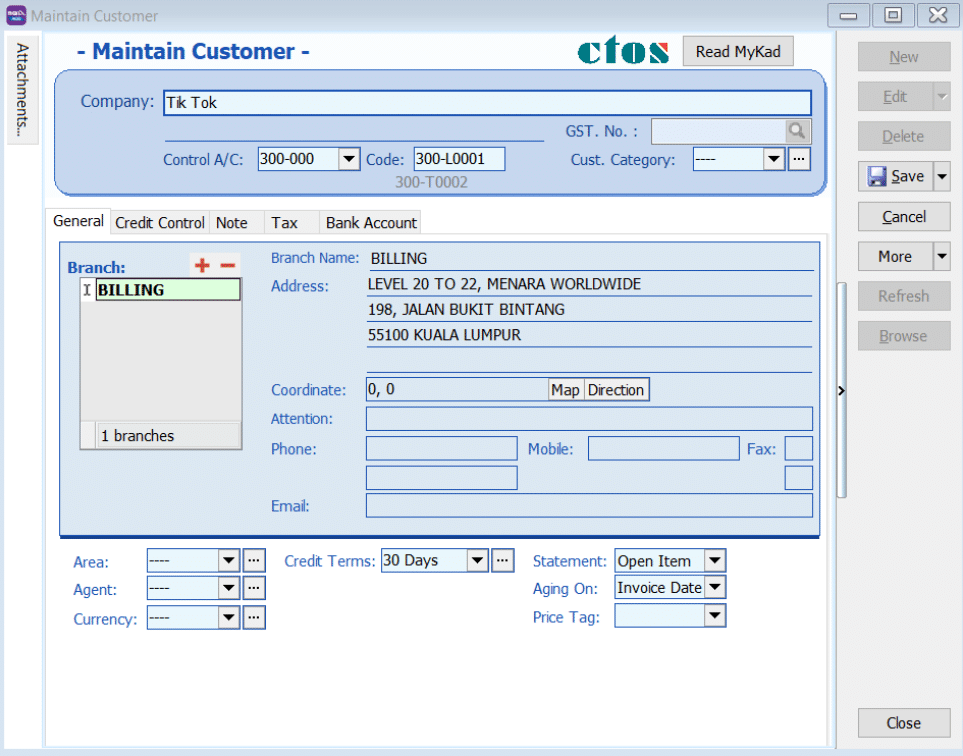 Maintain Customer
Attachments...
- Maintain Customer -
ctos
Read MyKad
Company: Tik Tok
GST. No. :
Control A/C: 300-000 Code: 300-L0001 Cust. Category: ----
300-T0002
General Credit Control Note Tax Bank Account
Branch:
BILLING
1 branches
Branch Name: BILLING
Address: LEVEL 20 TO 22, MENARA WORLDWIDE
198, JALAN BUKIT BINTANG
55100 KUALA LUMPUR
Coordinate: 0, 0 Map Direction
Attention:
Phone: Mobile: Fax:
Email:
Area: ---- Credit Terms: 30 Days Statement: Open Item
Agent: ---- Aging On: Invoice Date
Currency: ---- Price Tag:
New
Edit
Delete
Save
Cancel
More
Refresh
Browse
Close